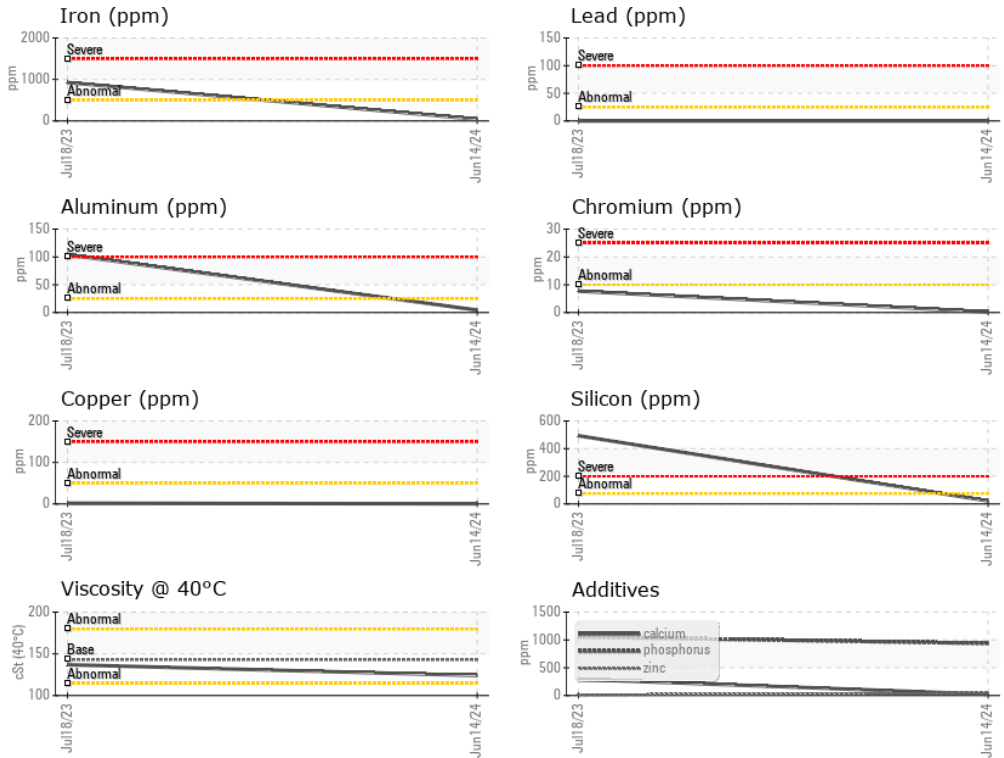 Iron (ppm)
2000
1000
0
ppm
Severe
Abnormal
Jul18/23
Jun14/24
Lead (ppm)
150
100
50
0
ppm
Severe
Abnormal
Jul18/23
Jun14/24
Aluminum (ppm)
150
100
50
0
ppm
Severe
Abnormal
Jul18/23
Jun14/24
Chromium (ppm)
30
20
10
0
ppm
Severe
Abnormal
Jul18/23
Jun14/24
Copper (ppm)
200
100
0
ppm
Severe
Abnormal
Jul18/23
Jun14/24
Silicon (ppm)
600
400
200
0
ppm
Severe
Abnormal
Jul18/23
Jun14/24
Viscosity @ 40°C
200
150
100
cSt (40°C)
Abnormal
Base
Abnormal
Jul18/23
Jun14/24
Additives
1500
1000
500
0
ppm
calcium
phosphorus
zinc
Jul18/23
Jun14/24